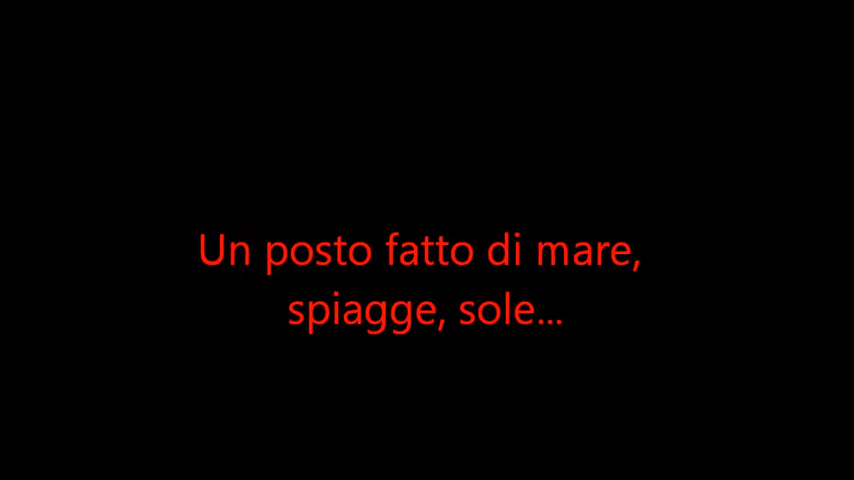 Un posto fatto di mare,
spiagge, sole...